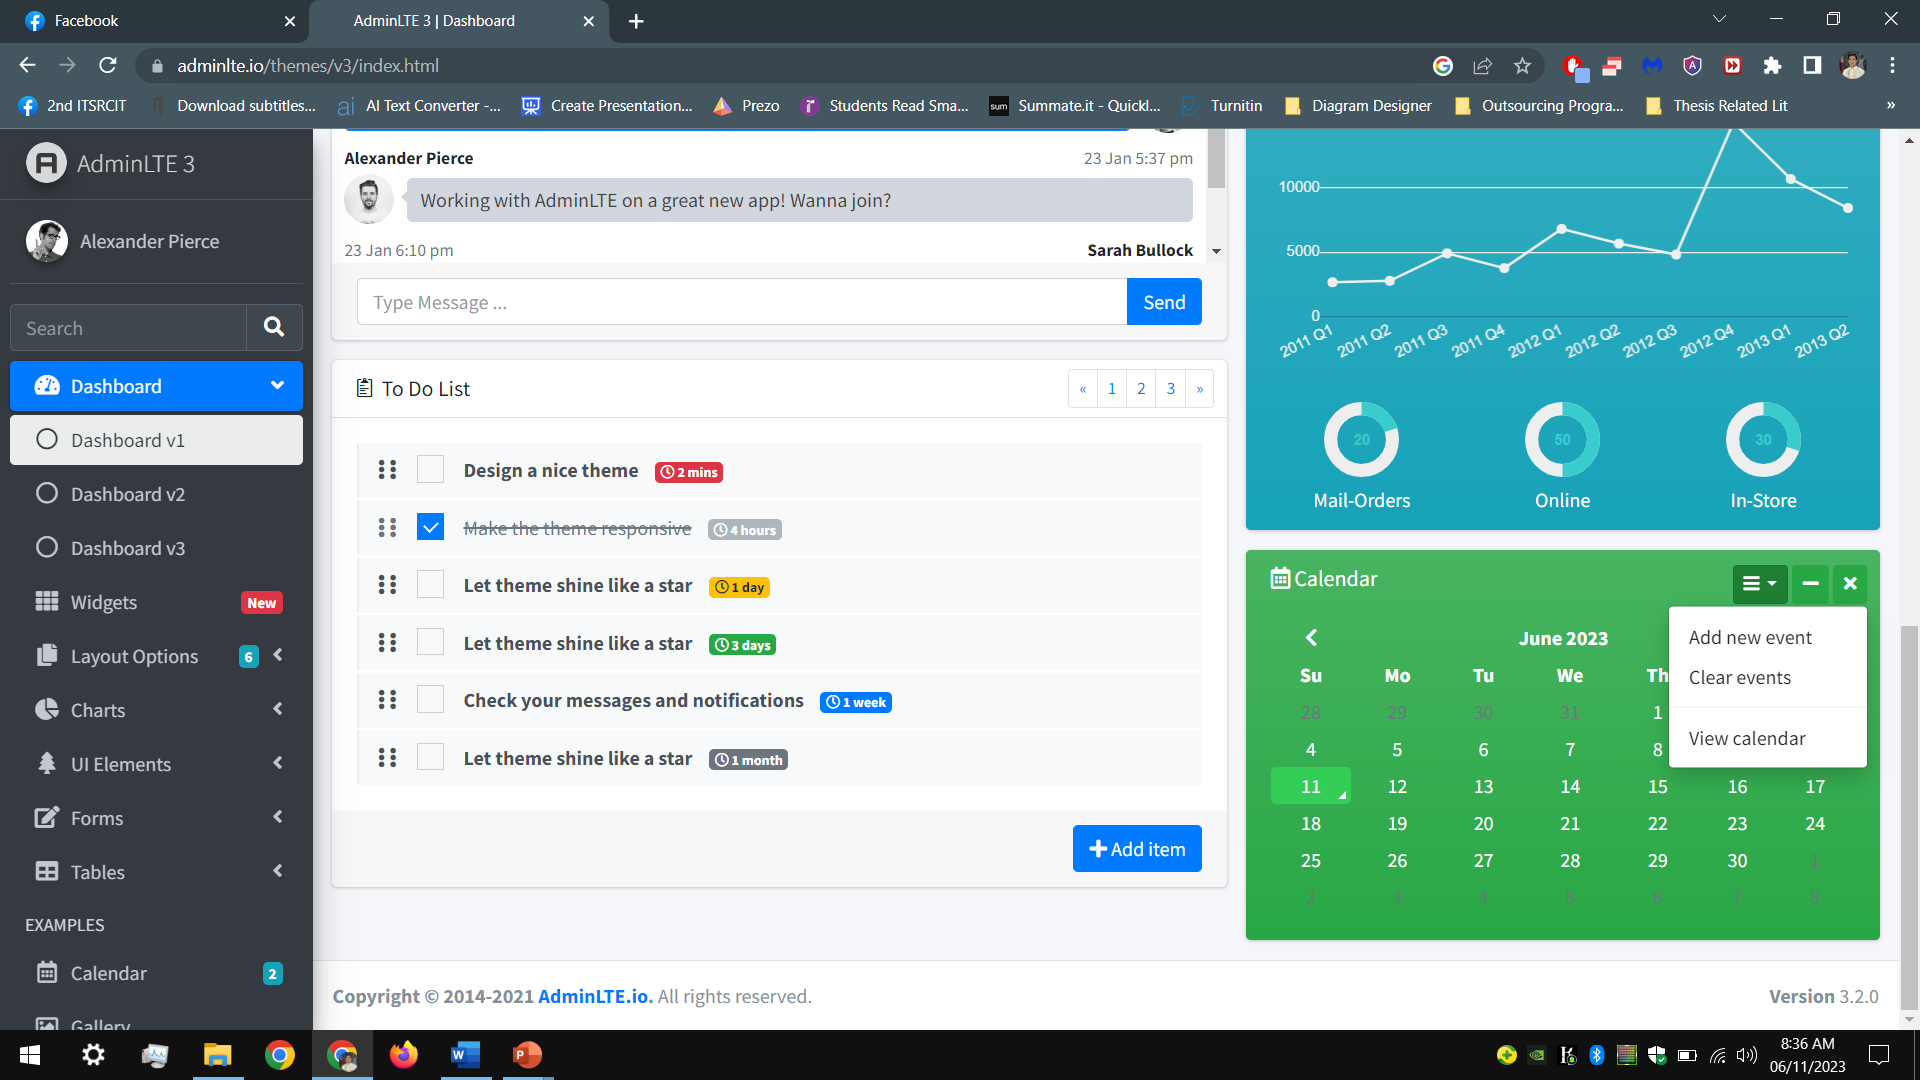 Facebook
AdminLTE 3 | Dashboard
adminlte.io/themes/v3/index.html
2nd ITSRCIT
Download subtitles...
AI Text Converter -...
Create Presentation...
Prezo
Students Read Sma...
sum
Summate.it - Quickl...
Turnitin
Diagram Designer
Outsourcing Progra...
Thesis Related Lit
»
AdminLTE 3
Alexander Pierce
Search
Dashboard
Dashboard v1
Dashboard v2
Dashboard v3
Widgets New
Layout Options 6
Charts
UI Elements
Forms
Tables
EXAMPLES
Calendar 2
Gallery
Alexander Pierce 23 Jan 5:37 pm
Working with AdminLTE on a great new app! Wanna join?
23 Jan 6:10 pm Sarah Bullock
Type Message ... Send
To Do List « 1 2 3 »
Design a nice theme 2 mins
Make the theme responsive 4 hours
Let theme shine like a star 1 day
Let theme shine like a star 3 days
Check your messages and notifications 1 week
Let theme shine like a star 1 month
Add item
10000
5000
0
2011 Q1 2011 Q2 2011 Q3 2011 Q4 2012 Q1 2012 Q2 2012 Q3 2012 Q4 2013 Q1 2013 Q2
20 50 30
Mail-Orders Online In-Store
Calendar
June 2023
Su Mo Tu We Th
28 29 30 31 1
4 5 6 7 8
11 12 13 14 15 16 17
18 19 20 21 22 23 24
25 26 27 28 29 30 1
2 3 4 5 6 7 8
Add new event
Clear events
View calendar
Copyright © 2014-2021 AdminLTE.io. All rights reserved.
Version 3.2.0
8:36 AM
06/11/2023